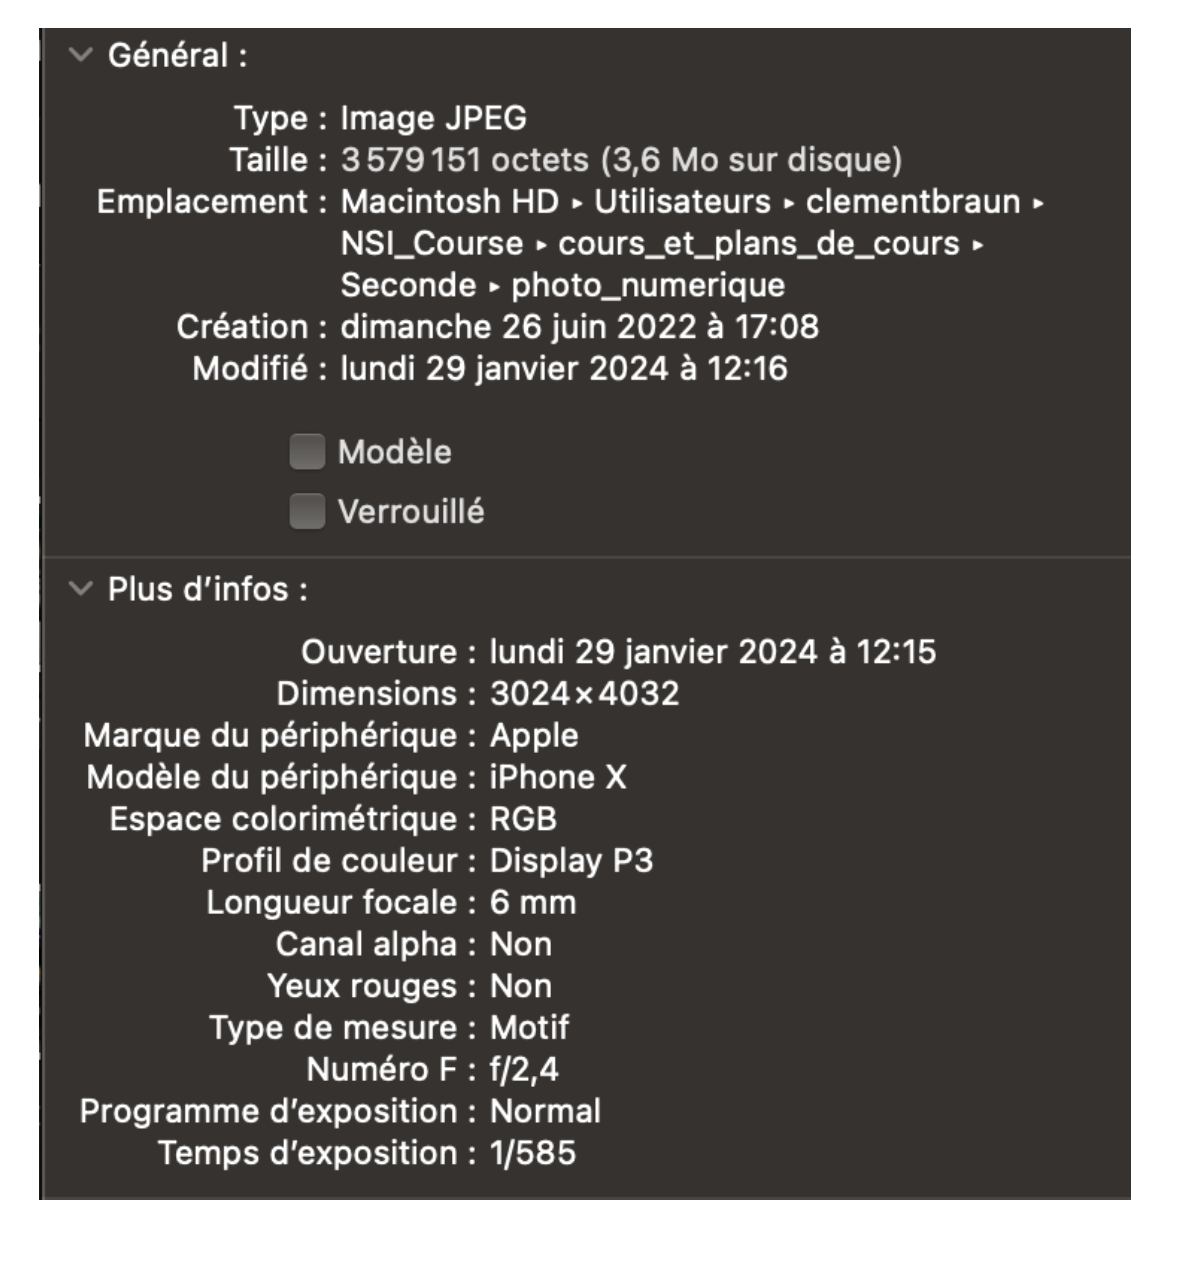 Général :
Type : Image JPEG
Taille : 3 579 151 octets (3,6 Mo sur disque)
Emplacement : Macintosh HD ▸ Utilisateurs ▸ clementbraun ▸
NSI_Course ▸ cours_et_plans_de_cours ▸
Seconde ▸ photo_numerique
Création : dimanche 26 juin 2022 à 17:08
Modifié : lundi 29 janvier 2024 à 12:16
Modèle
Verrouillé
Plus d’infos :
Ouverture : lundi 29 janvier 2024 à 12:15
Dimensions : 3024×4032
Marque du périphérique : Apple
Modèle du périphérique : iPhone X
Espace colorimétrique : RGB
Profil de couleur : Display P3
Longueur focale : 6 mm
Canal alpha : Non
Yeux rouges : Non
Type de mesure : Motif
Numéro F : f/2,4
Programme d’exposition : Normal
Temps d’exposition : 1/585